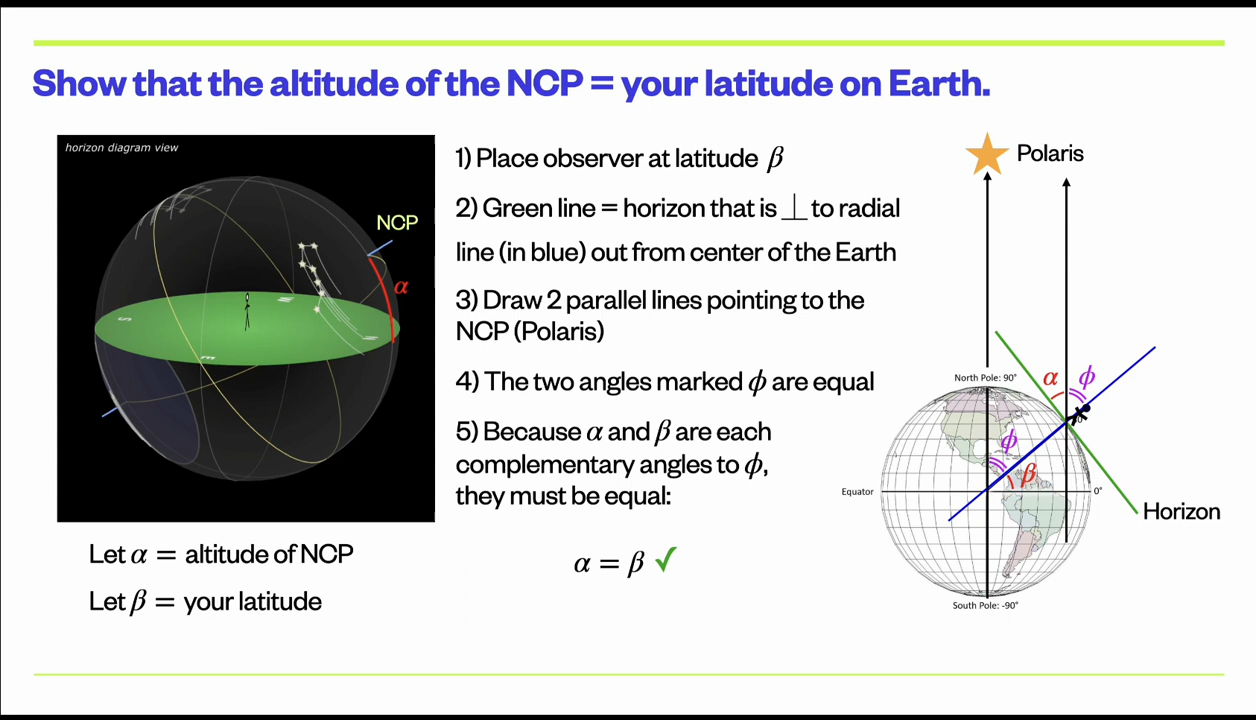 Show that the altitude of the NCP = your latitude on Earth.
horizon diagram view
NCP
α
S
W
N
E
Let α = altitude of NCP
Let β = your latitude
1) Place observer at latitude β
2) Green line = horizon that is ⊥ to radial
line (in blue) out from center of the Earth
3) Draw 2 parallel lines pointing to the
NCP (Polaris)
4) The two angles marked ϕ are equal
5) Because α and β are each
complementary angles to ϕ,
they must be equal:
α = β ✓
Polaris
North Pole: 90°
α
ϕ
ϕ
β
Equator
0°
Horizon
South Pole: -90°